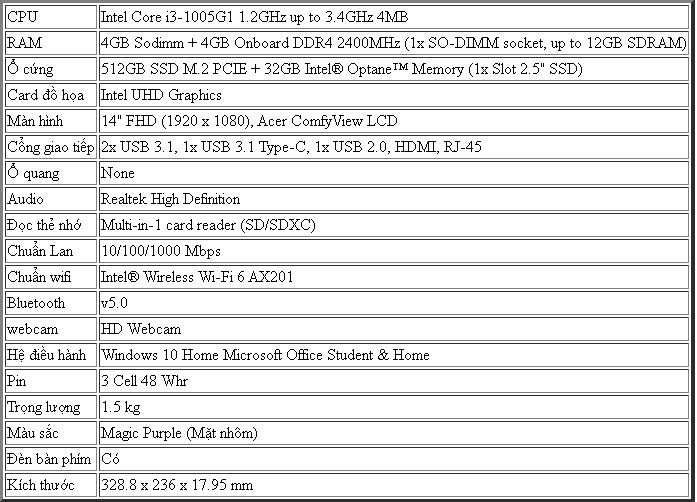 CPU Intel Core i3-1005G1 1.2GHz up to 3.4GHz 4MB
RAM 4GB Sodimm + 4GB Onboard DDR4 2400MHz (1x SO-DIMM socket, up to 12GB SDRAM)
Ổ cứng 512GB SSD M.2 PCIE + 32GB Intel® Optane™ Memory (1x Slot 2.5" SSD)
Card đồ họa Intel UHD Graphics
Màn hình 14" FHD (1920 x 1080), Acer ComfyView LCD
Cổng giao tiếp 2x USB 3.1, 1x USB 3.1 Type-C, 1x USB 2.0, HDMI, RJ-45
Ổ quang None
Audio Realtek High Definition
Đọc thẻ nhớ Multi-in-1 card reader (SD/SDXC)
Chuẩn Lan 10/100/1000 Mbps
Chuẩn wifi Intel® Wireless Wi-Fi 6 AX201
Bluetooth v5.0
webcam HD Webcam
Hệ điều hành Windows 10 Home Microsoft Office Student & Home
Pin 3 Cell 48 Whr
Trọng lượng 1.5 kg
Màu sắc Magic Purple (Mặt nhôm)
Đèn bàn phím Có
Kích thước 328.8 x 236 x 17.95 mm